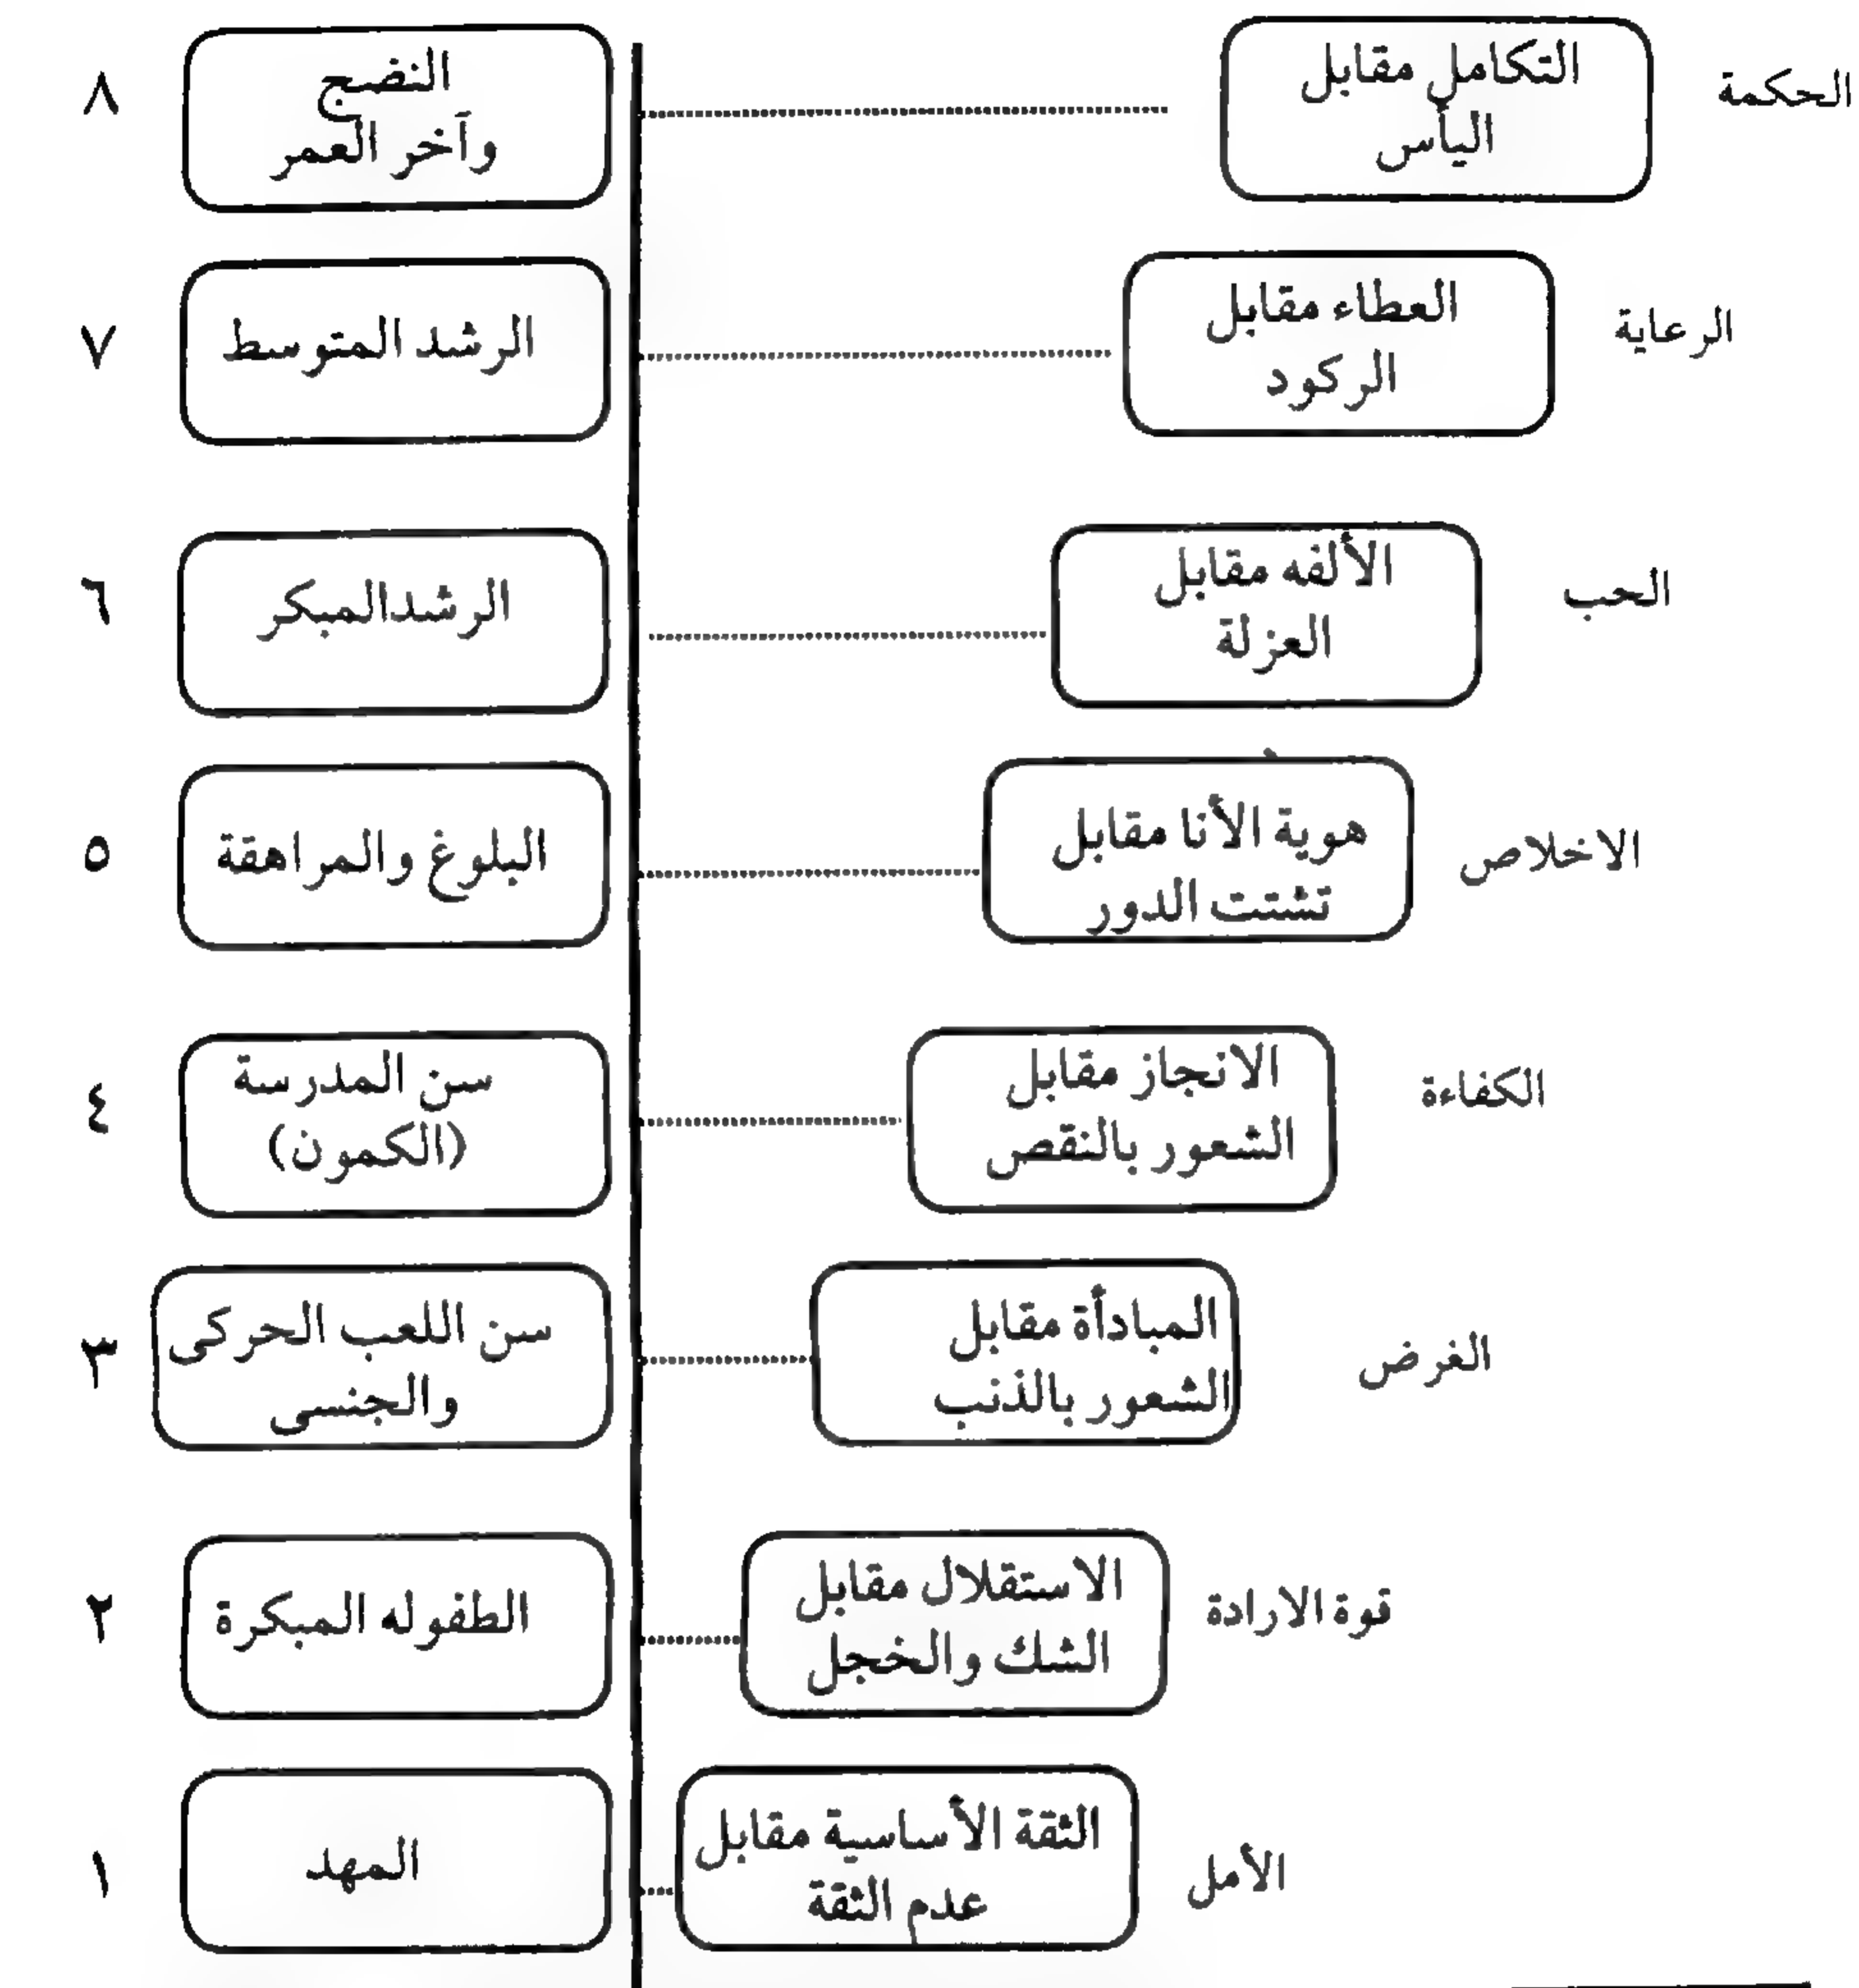 الحكمة
التكامل مقابل
اليأس
النضج
وآخر العمر
٨
الرعاية
العطاء مقابل
الركود
الرشد المتوسط
٧
الحب
الألفه مقابل
العزلة
الرشدالمبكر
٦
الاخلاص
هوية الأنا مقابل
تشتت الدور
البلوغ والمراهقة
٥
الكفاءة
الانجاز مقابل
الشعور بالنقص
سن المدرسة
(الكمون)
٤
الغرض
المبادأة مقابل
الشعور بالذنب
سن اللعب الحركى
والجنسى
٣
قوة الارادة
الاستقلال مقابل
الشك والخجل
الطفوله المبكرة
٢
الأمل
الثقة الأساسية مقابل
عدم الثقة
المهد
١